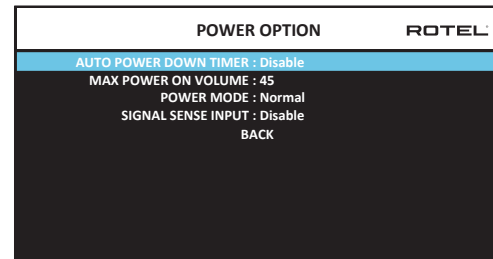 POWER OPTION ROTEL
AUTO POWER DOWN TIMER : Disable
MAX POWER ON VOLUME : 45
POWER MODE : Normal
SIGNAL SENSE INPUT : Disable
BACK